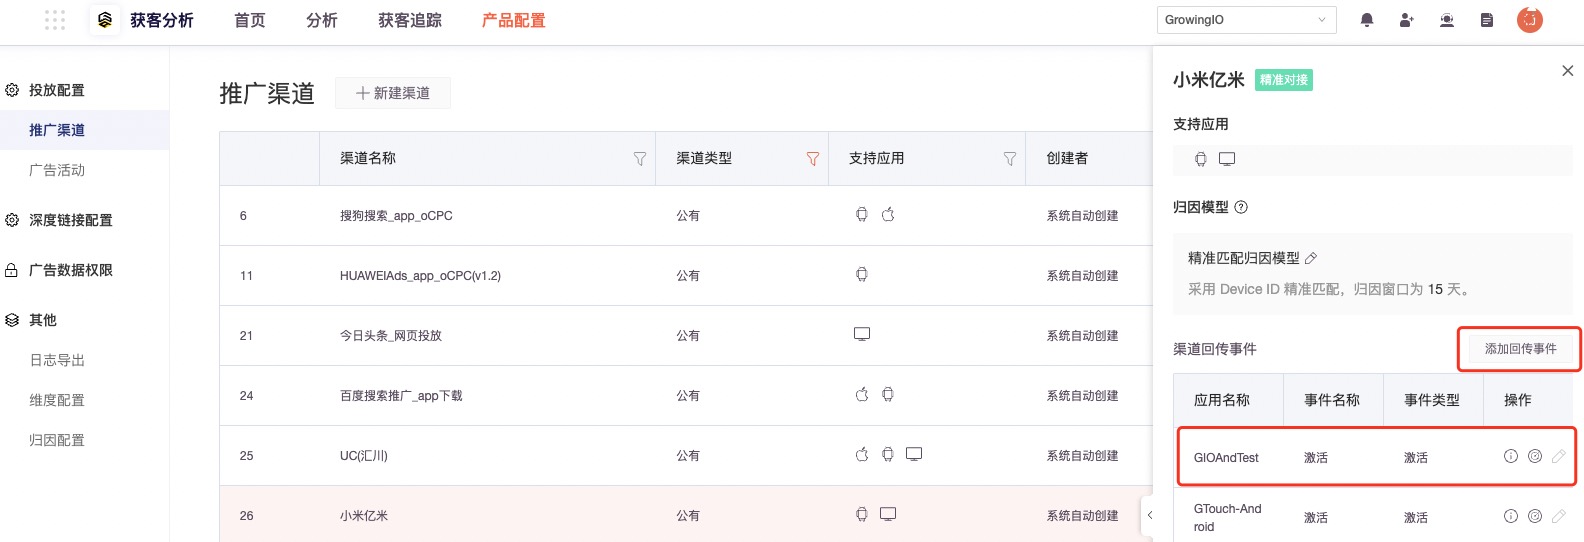 获客分析 首页 分析 获客追踪 产品配置 GrowingIO
投放配置
推广渠道
广告活动
深度链接配置
广告数据权限
其他
日志导出
维度配置
归因配置
推广渠道 新建渠道
渠道名称 渠道类型 支持应用 创建者
6 搜狗搜索_app_oCPC 公有 系统自动创建
11 HUAWEIAds_app_oCPC(v1.2) 公有 系统自动创建
21 今日头条_网页投放 公有 系统自动创建
24 百度搜索推广_app下载 公有 系统自动创建
25 UC(汇川) 公有 系统自动创建
26 小米亿米 公有 系统自动创建
小米亿米 精准对接
支持应用
归因模型
精准匹配归因模型
采用 Device ID 精准匹配，归因窗口为 15 天。
渠道回传事件 添加回传事件
应用名称 事件名称 事件类型 操作
GIOAndTest 激活 激活
GTouch-And
roid 激活 激活